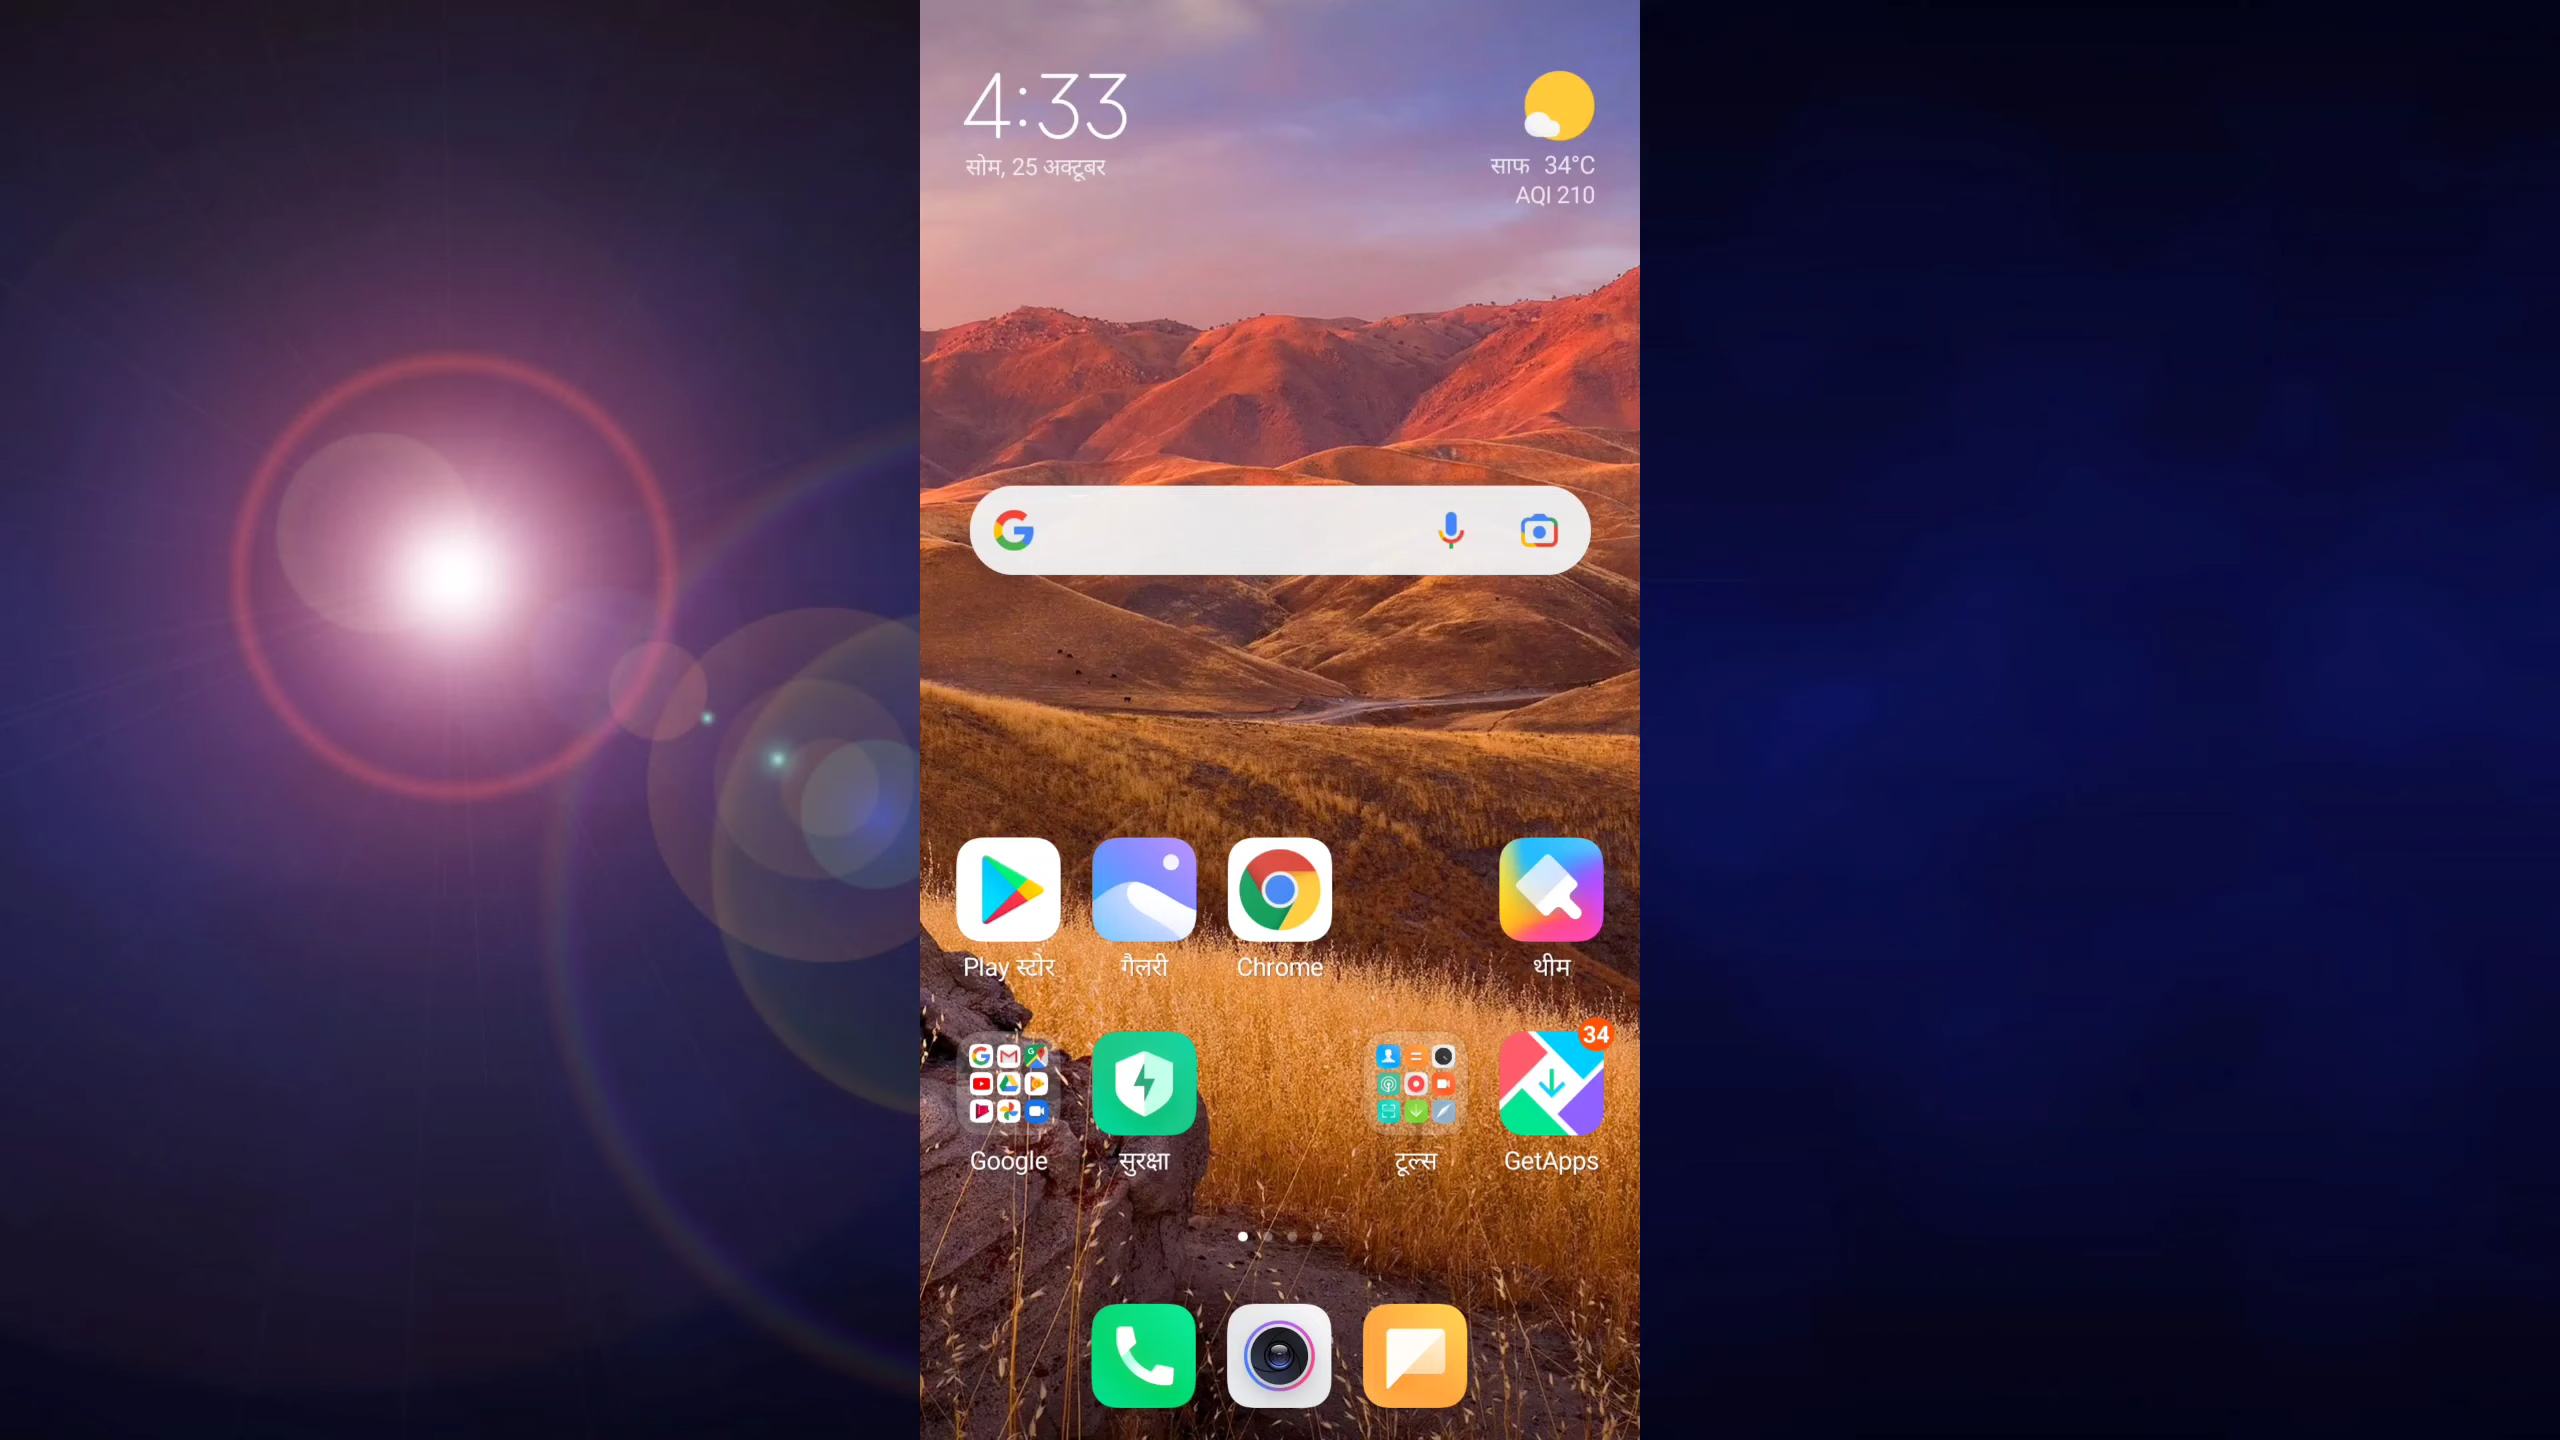 4:33
सोम, 25 अक्टूबर
साफ 34°C
AQI 210
Play स्टोर
गैलरी
Chrome
थीम
34
Google
सुरक्षा
टूल्स
GetApps